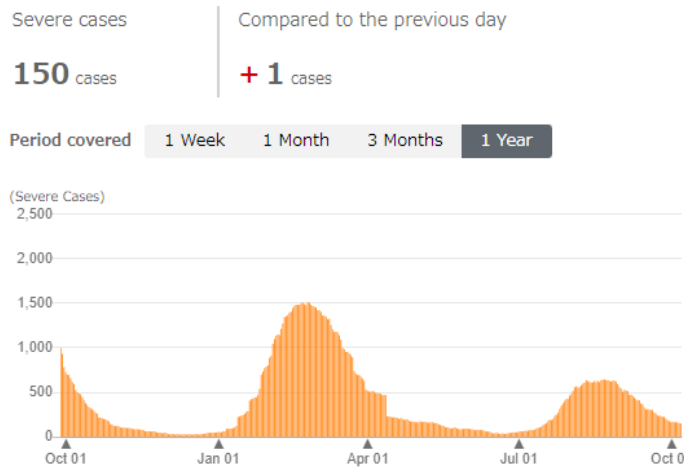 Severe cases Compared to the previous day
150 cases + 1 cases
Period covered 1 Week 1 Month 3 Months 1 Year
(Severe Cases)
2,500
2,000
1,500
1,000
500
0
Oct 01 Jan 01 Apr 01 Jul 01 Oct 0